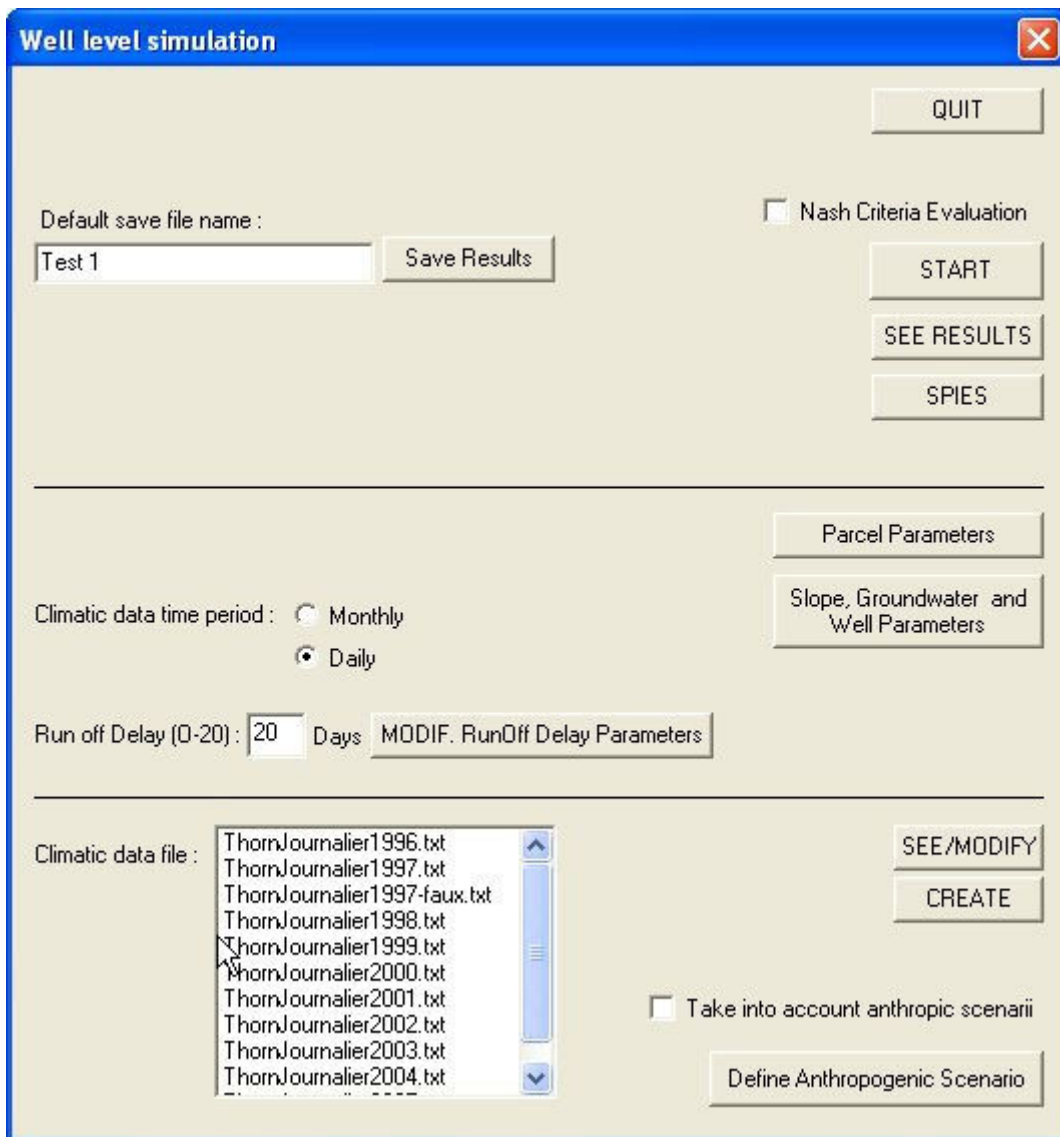 Well level simulation
QUIT
Nash Criteria Evaluation
Default save file name :
Test 1
Save Results
START
SEE RESULTS
SPIES
Parcel Parameters
Slope, Groundwater and
Well Parameters
Climatic data time period :
Monthly
Daily
Run off Delay (0-20) :
20
Days
MODIF. RunOff Delay Parameters
Climatic data file :
ThornJournalier1996.txt
ThornJournalier1997.txt
ThornJournalier1997-faux.txt
ThornJournalier1998.txt
ThornJournalier1999.txt
ThornJournalier2000.txt
ThornJournalier2001.txt
ThornJournalier2002.txt
ThornJournalier2003.txt
ThornJournalier2004.txt
SEE/MODIFY
CREATE
Take into account anthropic scenarii
Define Anthropogenic Scenario